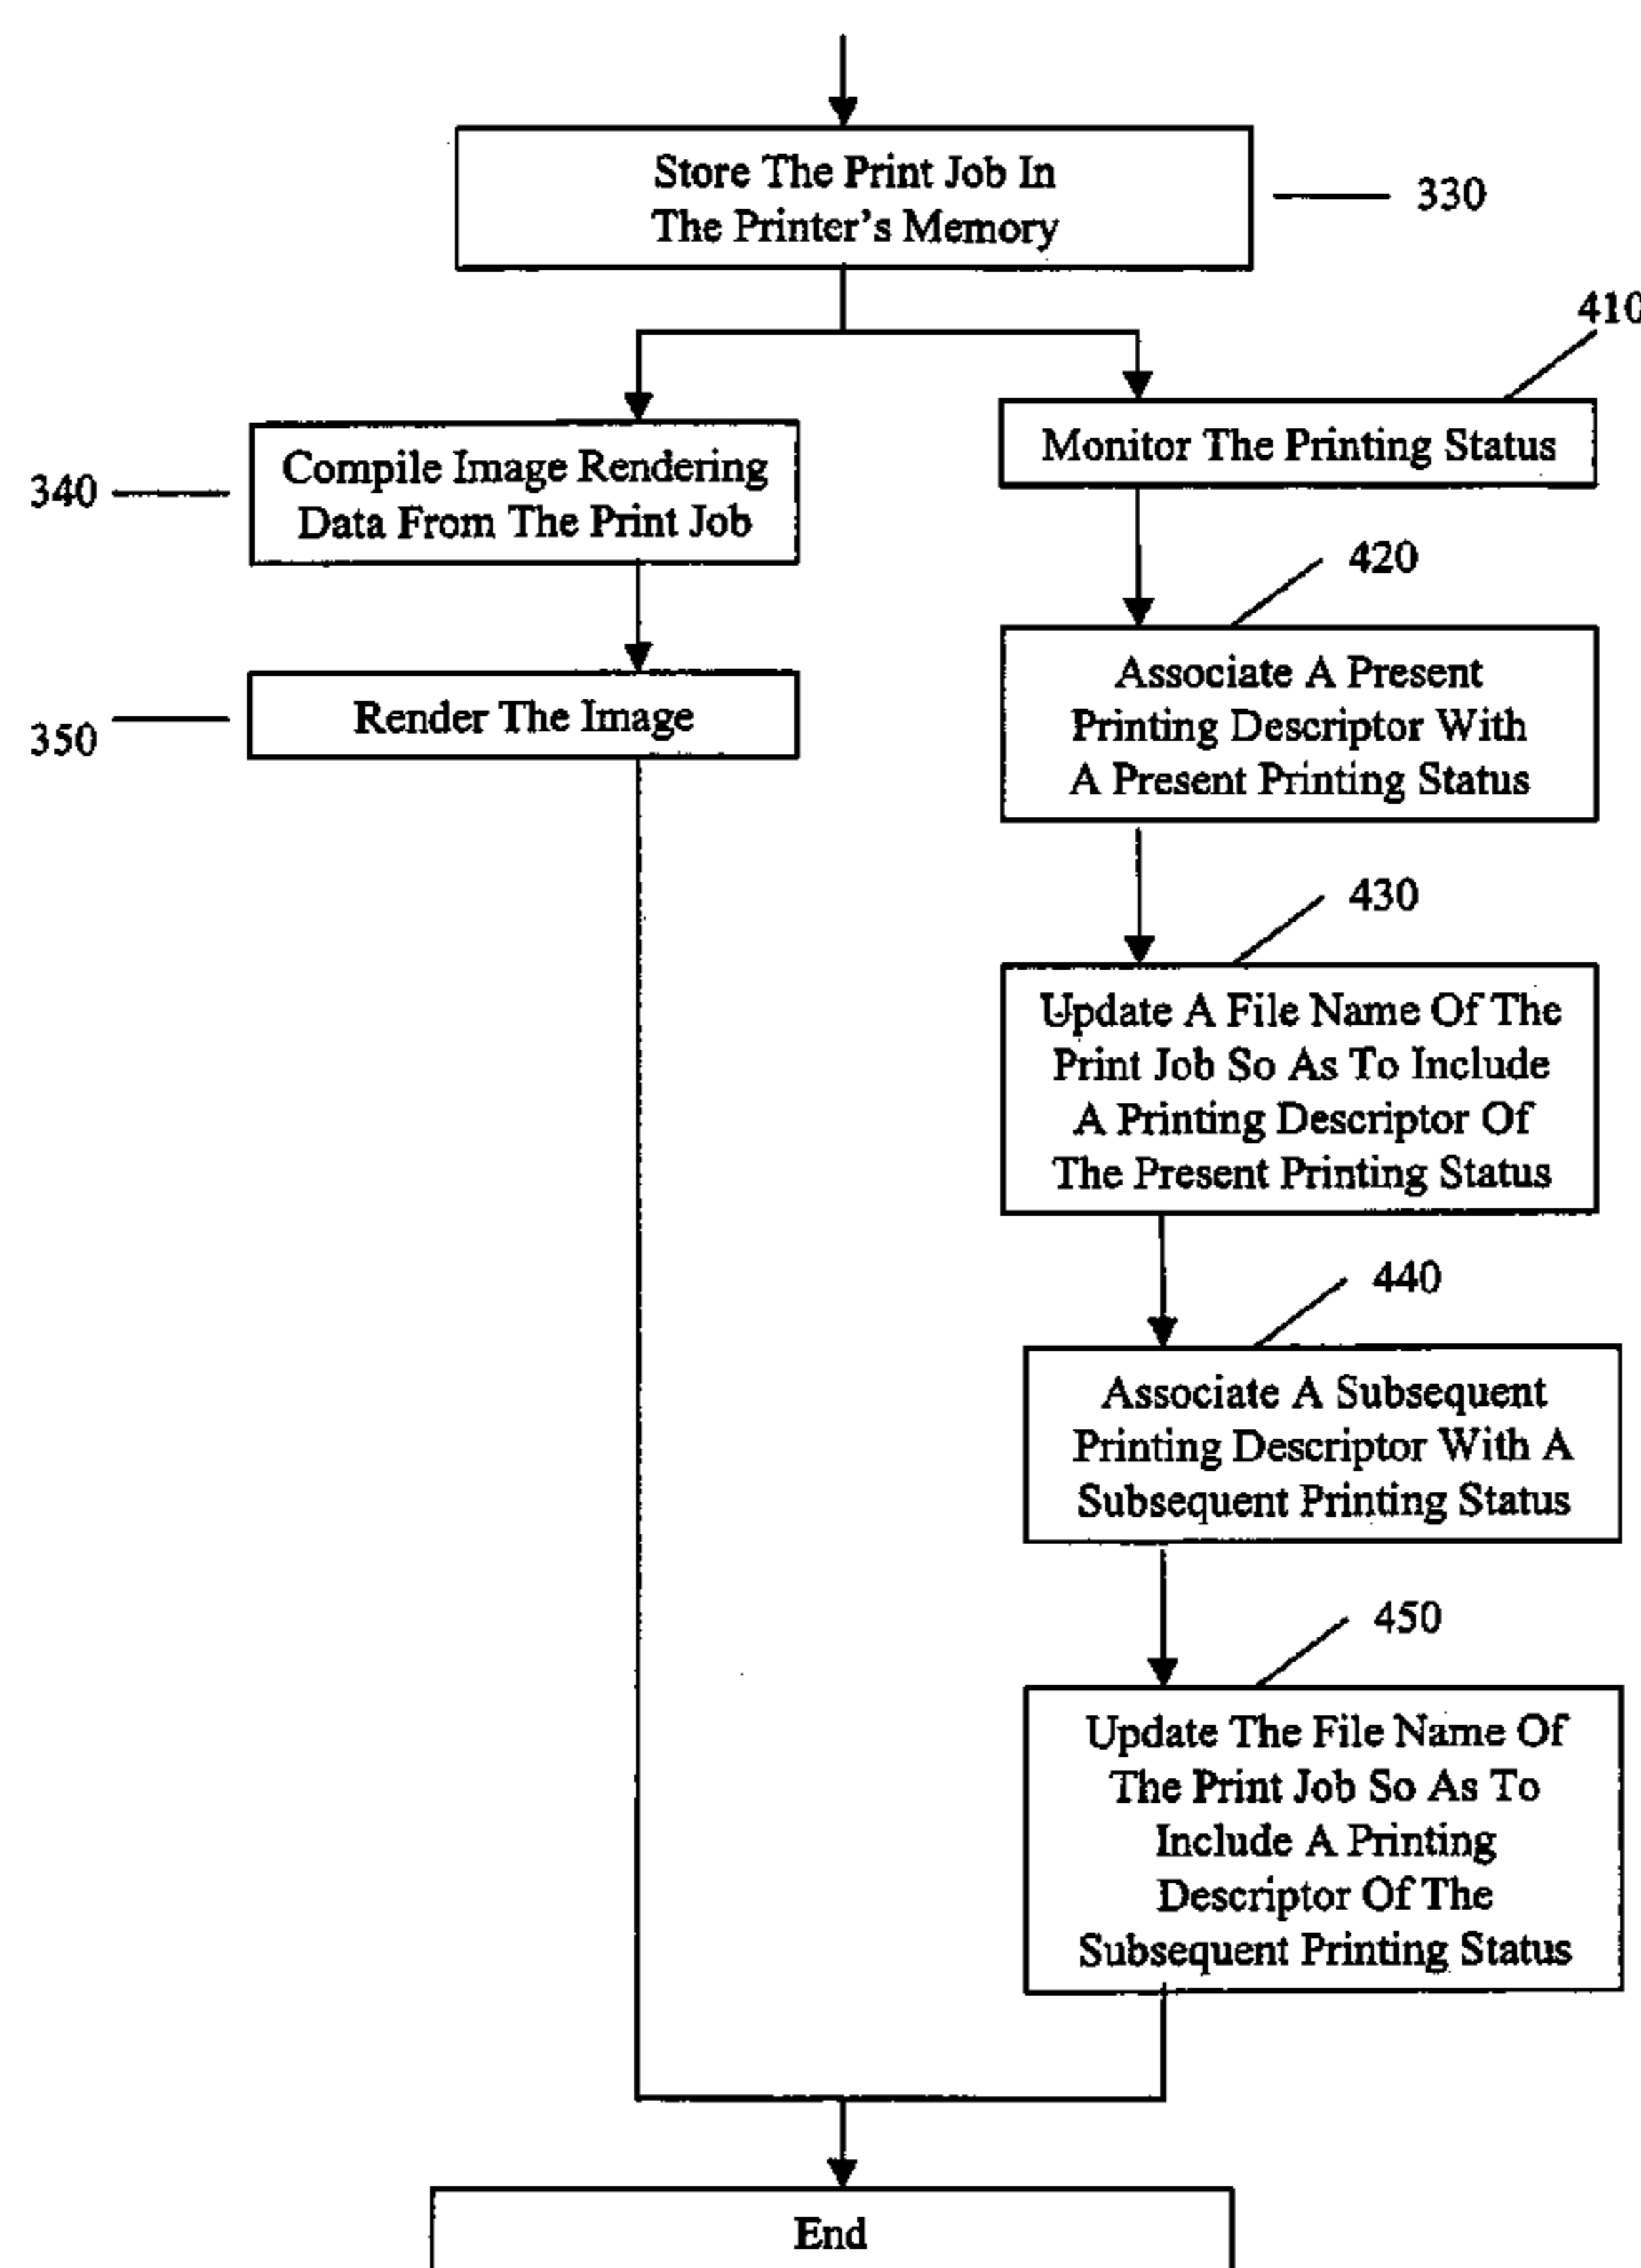 Store The Print Job In
The Printer's Memory
330
410
Monitor The Printing Status
340
Compile Image Rendering
Data From The Print Job
420
350
Render The Image
Associate A Present
Printing Descriptor With
A Present Printing Status
430
Update A File Name Of The
Print Job So As To Include
A Printing Descriptor Of
The Present Printing Status
440
Associate A Subsequent
Printing Descriptor With A
Subsequent Printing Status
450
Update The File Name Of
The Print Job So As To
Include A Printing
Descriptor Of The
Subsequent Printing Status
End